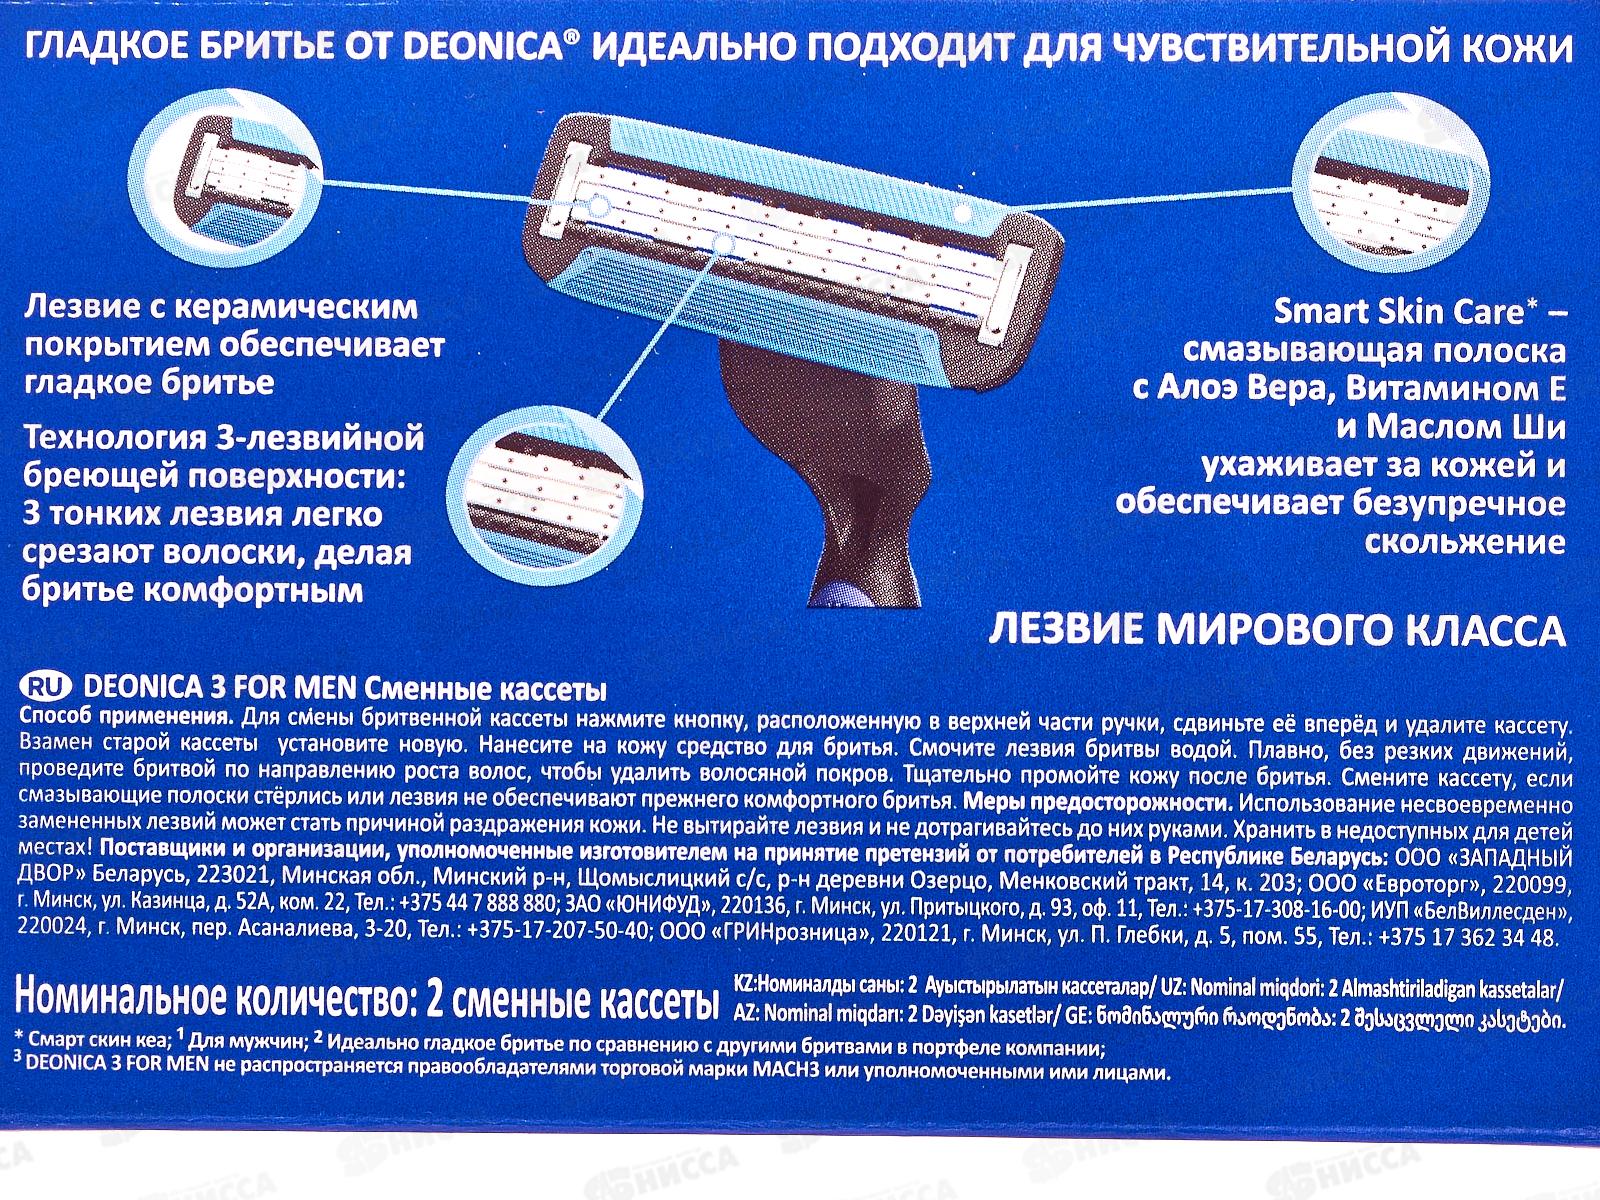 ГЛАДКОЕ БРИТЬЕ ОТ DEONICA® ИДЕАЛЬНО ПОДХОДИТ ДЛЯ ЧУВСТВИТЕЛЬНОЙ КОЖИ
Лезвие с керамическим
покрытием обеспечивает
гладкое бритье
Технология 3-лезвийной
бреющей поверхности:
3 тонких лезвия легко
срезают волоски, делая
бритье комфортным
Smart Skin Care* –
смазывающая полоска
с Алоэ Вера, Витамином Е
и Маслом Ши
ухаживает за кожей и
обеспечивает безупречное
скольжение
ЛЕЗВИЕ МИРОВОГО КЛАССА
RU DEONICA 3 FOR MEN Сменные кассеты
Способ применения. Для смены бритвенной кассеты нажмите кнопку, расположенную в верхней части ручки, сдвиньте её вперёд и удалите кассету.
Взамен старой кассеты установите новую. Нанесите на кожу средство для бритья. Смочите лезвия бритвы водой. Плавно, без резких движений,
проведите бритвой по направлению роста волос, чтобы удалить волосяной покров. Тщательно промойте кожу после бритья. Смените кассету, если
смазывающие полоски стёрлись или лезвия не обеспечивают прежнего комфортного бритья. Меры предосторожности. Использование несвоевременно
замененных лезвий может стать причиной раздражения кожи. Не вытирайте лезвия и не дотрагивайтесь до них руками. Хранить в недоступных для детей
местах! Поставщики и организации, уполномоченные изготовителем на принятие претензий от потребителей в Республике Беларусь: ООО «ЗАПАДНЫЙ
ДВОР» Беларусь, 223021, Минская обл., Минский р-н, Щомыслицкий с/с, р-н деревни Озерцо, Менковский тракт, 14, к. 203; ООО «Евроторг», 220099,
г. Минск, ул. Казинца, д. 52А, ком. 22, Тел.: +375 44 7 888 880; ЗАО «ЮНИФУД», 220136, г. Минск, ул. Притыцкого, д. 93, оф. 11, Тел.: +375-17-308-16-00; ИУП «БелВиллесден»,
220024, г. Минск, пер. Асаналиева, 3-20, Тел.: +375-17-207-50-40; ООО «ГРИНрозница», 220121, г. Минск, ул. П. Глебки, д. 5, пом. 55, Тел.: +375 17 362 34 48.
Номинальное количество: 2 сменные кассеты
KZ:Номиналды саны: 2 Ауыстырылатын кассеталар/ UZ: Nominal miqdori: 2 Almashtiriladigan kassetalar/
AZ: Nominal miqdarı: 2 Dəyişən kasetlər/ GE: ნომინალური რაოდენობა: 2 შესაცვლელი კასეტები.
* Смарт скин кеа; ¹ Для мужчин; ² Идеально гладкое бритье по сравнению с другими бритвами в портфеле компании;
³ DEONICA 3 FOR MEN не распространяется правообладателями торговой марки MACH3 или уполномоченными ими лицами.